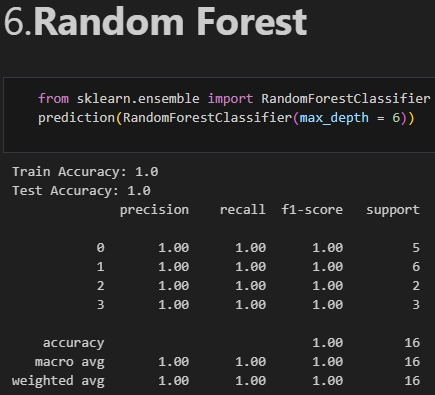 6.Random Forest
from sklearn.ensemble import RandomForestClassifier
prediction(RandomForestClassifier(max_depth = 6))
Train Accuracy: 1.0
Test Accuracy: 1.0
precision recall f1-score support
0 1.00 1.00 1.00 5
1 1.00 1.00 1.00 6
2 1.00 1.00 1.00 2
3 1.00 1.00 1.00 3
accuracy 1.00 16
macro avg 1.00 1.00 1.00 16
weighted avg 1.00 1.00 1.00 16